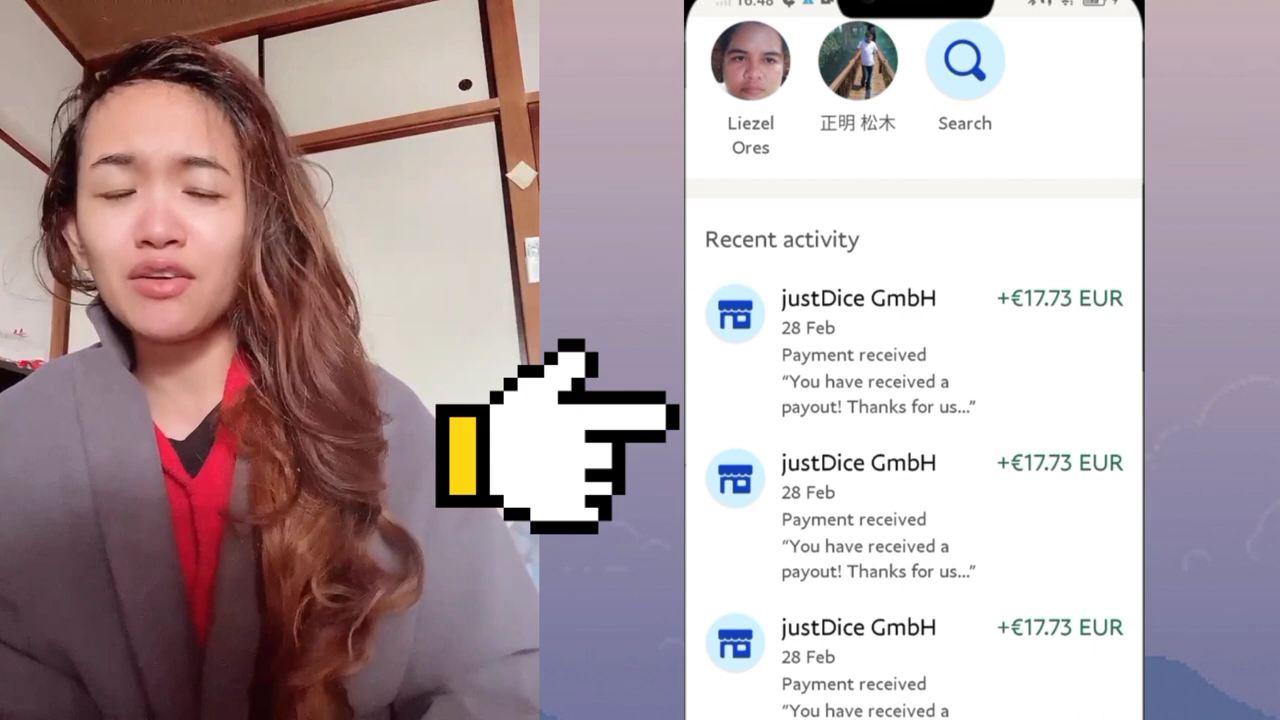 16:48
Liezel
Ores
正明 松木
Search
Recent activity
justDice GmbH
+€17.73 EUR
28 Feb
Payment received
“You have received a
payout! Thanks for us...”
justDice GmbH
+€17.73 EUR
28 Feb
Payment received
“You have received a
payout! Thanks for us...”
justDice GmbH
+€17.73 EUR
28 Feb
Payment received
“You have received a